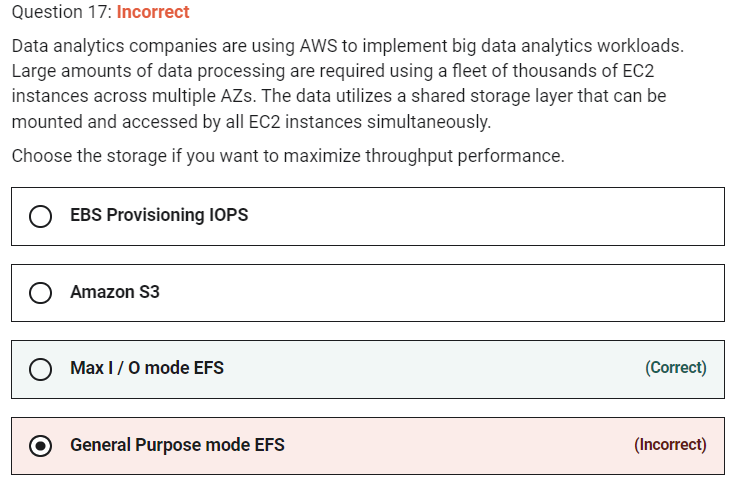 Question 17: Incorrect
Data analytics companies are using AWS to implement big data analytics workloads.
Large amounts of data processing are required using a fleet of thousands of EC2
instances across multiple AZs. The data utilizes a shared storage layer that can be
mounted and accessed by all EC2 instances simultaneously.
Choose the storage if you want to maximize throughput performance.
EBS Provisioning IOPS
Amazon S3
Max I / O mode EFS (Correct)
General Purpose mode EFS (Incorrect)